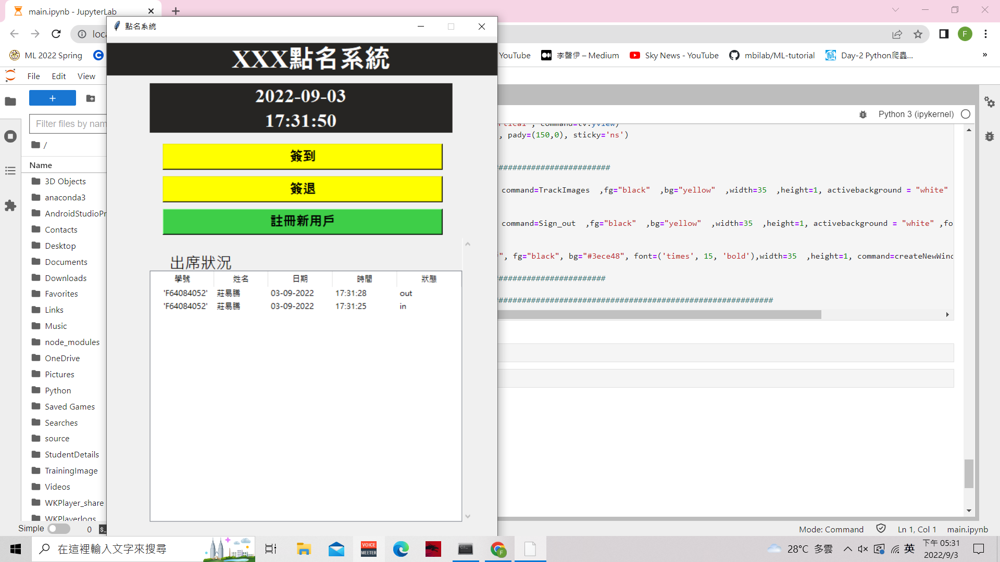 main.ipynb - JupyterLab
點名系統
ML 2022 Spring
YouTube
李馨伊 – Medium
Sky News - YouTube
mbilab/ML-tutorial
Day-2 Python爬蟲...
»
File Edit View
XXX點名系統
2022-09-03
17:31:50
簽到
簽退
註冊新用戶
出席狀況
學號 姓名 日期 時間 狀態
'F64084052' 莊易騰 03-09-2022 17:31:28 out
'F64084052' 莊易騰 03-09-2022 17:31:25 in
Filter files by nam
/
Name
3D Objects
anaconda3
AndroidStudioPr
Contacts
Desktop
Documents
Downloads
Favorites
Links
Music
node_modules
OneDrive
Pictures
Python
Saved Games
Searches
source
StudentDetails
TrainingImage
Videos
WKPlayer_share
WKPlayerlogs
Python 3 (ipykernel)
rtical', command=tv.yview)
, pady=(150,0), sticky='ns')
########################
command=TrackImages ,fg="black" ,bg="yellow" ,width=35 ,height=1, activebackground = "white"
command=Sign_out ,fg="black" ,bg="yellow" ,width=35 ,height=1, activebackground = "white" ,fo
", fg="black", bg="#3ece48", font=('times', 15, 'bold'),width=35 ,height=1, command=createNewWind
#######################
###########################################################
Simple 0 $_
Mode: Command Ln 1, Col 1 main.ipynb
在這裡輸入文字來搜尋
VOICE
MEETER
F
28°C 多雲
英
下午 05:31
2022/9/3